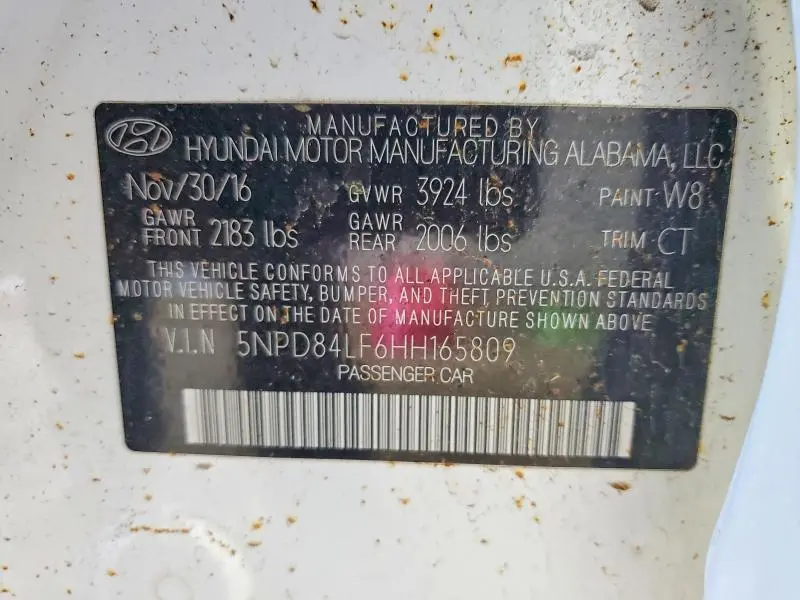 MANUFACTURED BY
HYUNDAI MOTOR MANUFACTURING ALABAMA, LLC
Nov/30/16 GVWR 3924 lbs PAINT W8
GAWR FRONT 2183 lbs GAWR REAR 2006 lbs TRIM CT
THIS VEHICLE CONFORMS TO ALL APPLICABLE U.S.A. FEDERAL
MOTOR VEHICLE SAFETY, BUMPER, AND THEFT PREVENTION STANDARDS
IN EFFECT ON THE DATE OF MANUFACTURE SHOWN ABOVE
V.I.N 5NPD84LF6HH165809
PASSENGER CAR